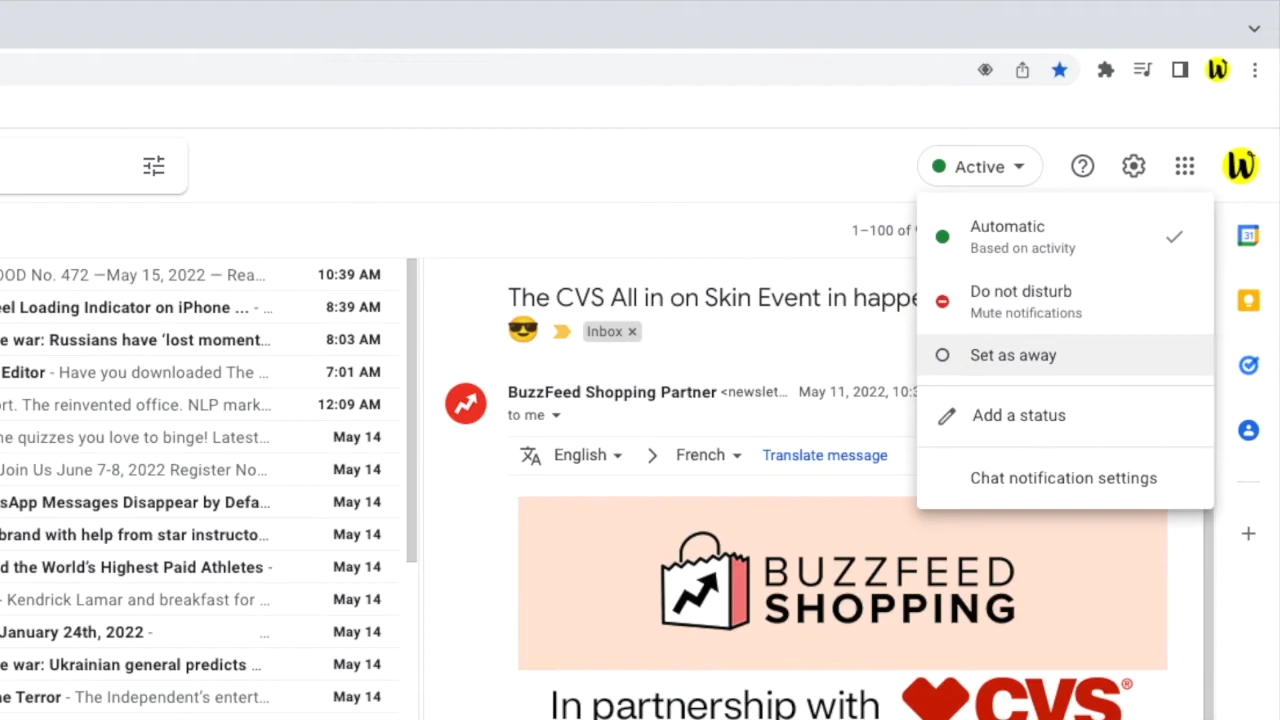 Active
1–100 of
Automatic
Based on activity
Do not disturb
Mute notifications
Set as away
Add a status
Chat notification settings
31
OOD No. 472 —May 15, 2022 — Rea… 10:39 AM
eel Loading Indicator on iPhone ... - … 8:39 AM
e war: Russians have ‘lost moment… 8:03 AM
Editor - Have you downloaded The … 7:01 AM
rt. The reinvented office. NLP mark… 12:09 AM
he quizzes you love to binge! Latest… May 14
Join Us June 7-8, 2022 Register No… May 14
sApp Messages Disappear by Defa… May 14
brand with help from star instructo… May 14
d the World’s Highest Paid Athletes - May 14
- Kendrick Lamar and breakfast for … May 14
January 24th, 2022 - … May 14
e war: Ukrainian general predicts … May 14
he Terror - The Independent’s entert… May 14
The CVS All in on Skin Event in happe
Inbox ×
BuzzFeed Shopping Partner <newslet… May 11, 2022, 10:3
to me
English > French Translate message
BUZZFEED
SHOPPING
In partnership with CVS®